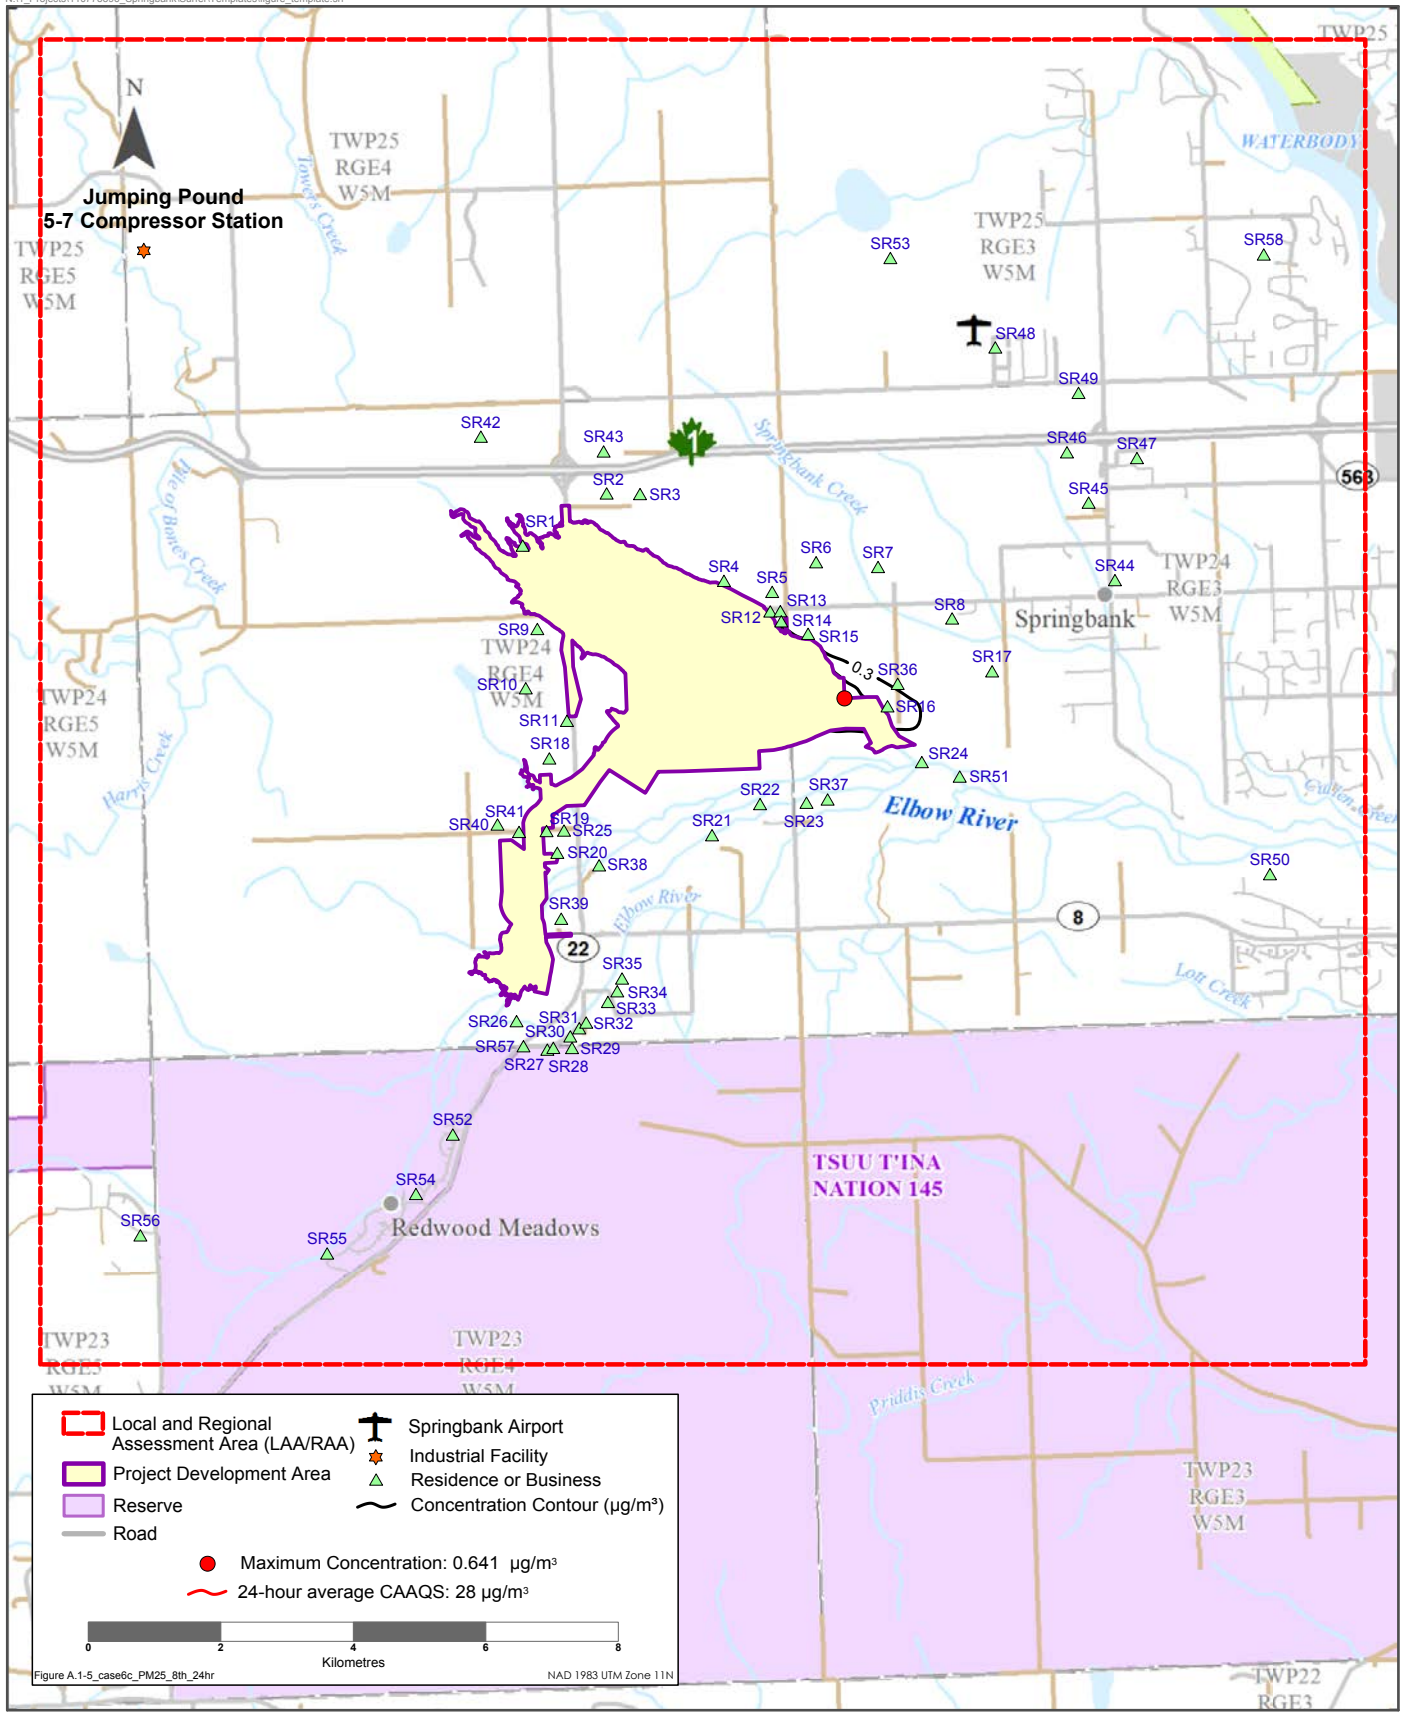 TWP25
N
TWP25
RGE4
W5M
Towers Creek
WATERBODY
Jumping Pound
5-7 Compressor Station
TWP25
RGE5
W5M
TWP25
RGE3
W5M
SR53
SR58
SR48
SR49
SR42
SR43
1
SR46
SR47
Springbank Creek
563
SR2
SR3
SR45
Pile of Bones Creek
SR1
SR6
SR7
SR4
SR5
SR44
TWP24
RGE3
W5M
SR13
SR12
SR14
SR15
SR8
Springbank
SR9
TWP24
RGE4
W5M
0.3
SR36
SR17
SR10
TWP24
RGE5
W5M
SR16
SR11
SR18
Harris Creek
SR24
SR51
SR22
SR37
SR23
Elbow River
Cullen Creek
SR41
SR40
SR19
SR25
SR21
SR20
SR38
SR50
Elbow River
SR39
8
22
SR35
SR34
SR33
Lott Creek
SR26
SR31
SR32
SR30
SR57
SR29
SR27
SR28
SR52
TSUU T'INA
NATION 145
SR54
SR56
Redwood Meadows
SR55
TWP23
RGE5
W5M
TWP23
RGE4
W5M
Priddis Creek
TWP23
RGE3
W5M
Local and Regional
Assessment Area (LAA/RAA)
Project Development Area
Reserve
Road
Springbank Airport
Industrial Facility
Residence or Business
Concentration Contour (µg/m³)
Maximum Concentration: 0.641 µg/m³
24-hour average CAAQS: 28 µg/m³
0 2 4 6 8
Kilometres
Figure A.1-5_case6c_PM25_8th_24hr
NAD 1983 UTM Zone 11N
TWP22
RGE3